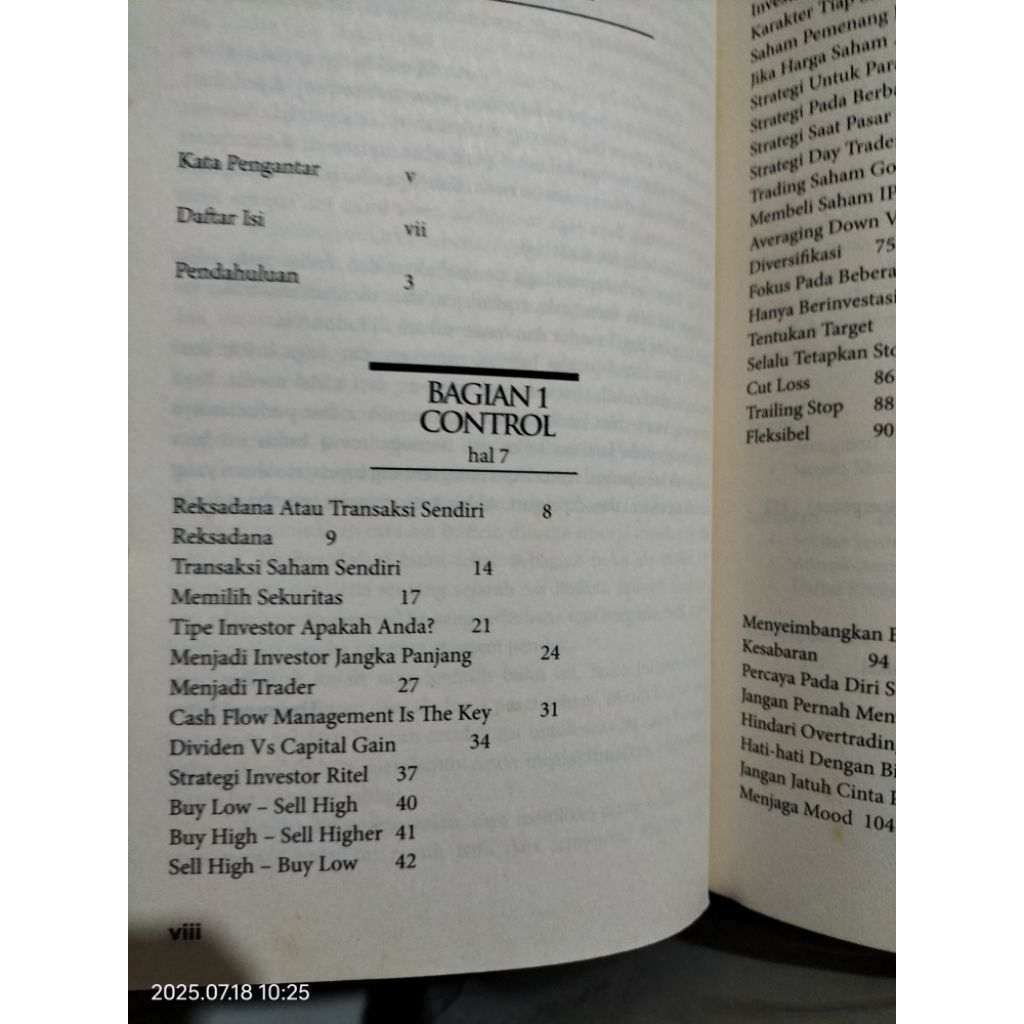 Kata Pengantar v
Daftar Isi vii
Pendahuluan 3
BAGIAN 1
CONTROL
hal 7
Reksadana Atau Transaksi Sendiri 8
Reksadana 9
Transaksi Saham Sendiri 14
Memilih Sekuritas 17
Tipe Investor Apakah Anda? 21
Menjadi Investor Jangka Panjang 24
Menjadi Trader 27
Cash Flow Management Is The Key 31
Dividen Vs Capital Gain 34
Strategi Investor Ritel 37
Buy Low – Sell High 40
Buy High – Sell Higher 41
Sell High – Buy Low 42
viii
Karakter Tiap
Saham Pemenang
Jika Harga Saham
Strategi Untuk
Strategi Pada
Strategi Saat Pasar
Strategi Day
Trading Saham
Membeli Saham
Averaging Down
Diversifikasi 75
Fokus Pada
Hanya Berinvestasi
Tentukan Target
Selalu Tetapkan
Cut Loss 86
Trailing Stop 88
Fleksibel 90
Menyeimbangkan
Kesabaran 94
Percaya Pada Diri
Jangan Pernah
Hindari
Hati-hati Dengan
Jangan Jatuh Cinta
Menjaga Mood 104
2025.07.18 10:25